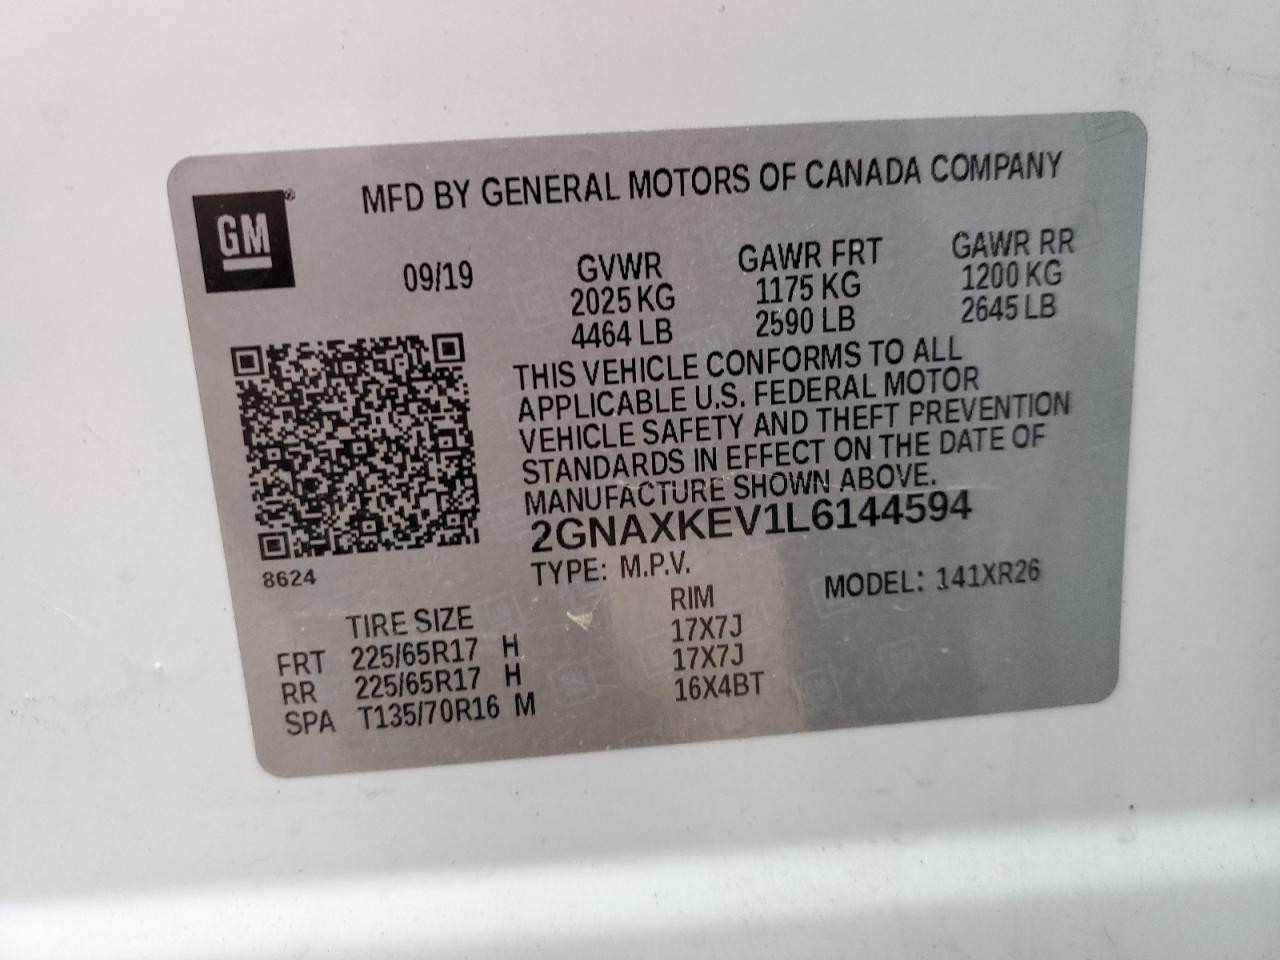 GM®
MFD BY GENERAL MOTORS OF CANADA COMPANY
09/19
GVWR
2025 KG
4464 LB
GAWR FRT
1175 KG
2590 LB
GAWR RR
1200 KG
2645 LB
THIS VEHICLE CONFORMS TO ALL
APPLICABLE U.S. FEDERAL MOTOR
VEHICLE SAFETY AND THEFT PREVENTION
STANDARDS IN EFFECT ON THE DATE OF
MANUFACTURE SHOWN ABOVE.
2GNAXKEV1L6144594
8624
TYPE: M.P.V. MODEL: 141XR26
TIRE SIZE RIM
FRT 225/65R17 H 17X7J
RR 225/65R17 H 17X7J
SPA T135/70R16 M 16X4BT